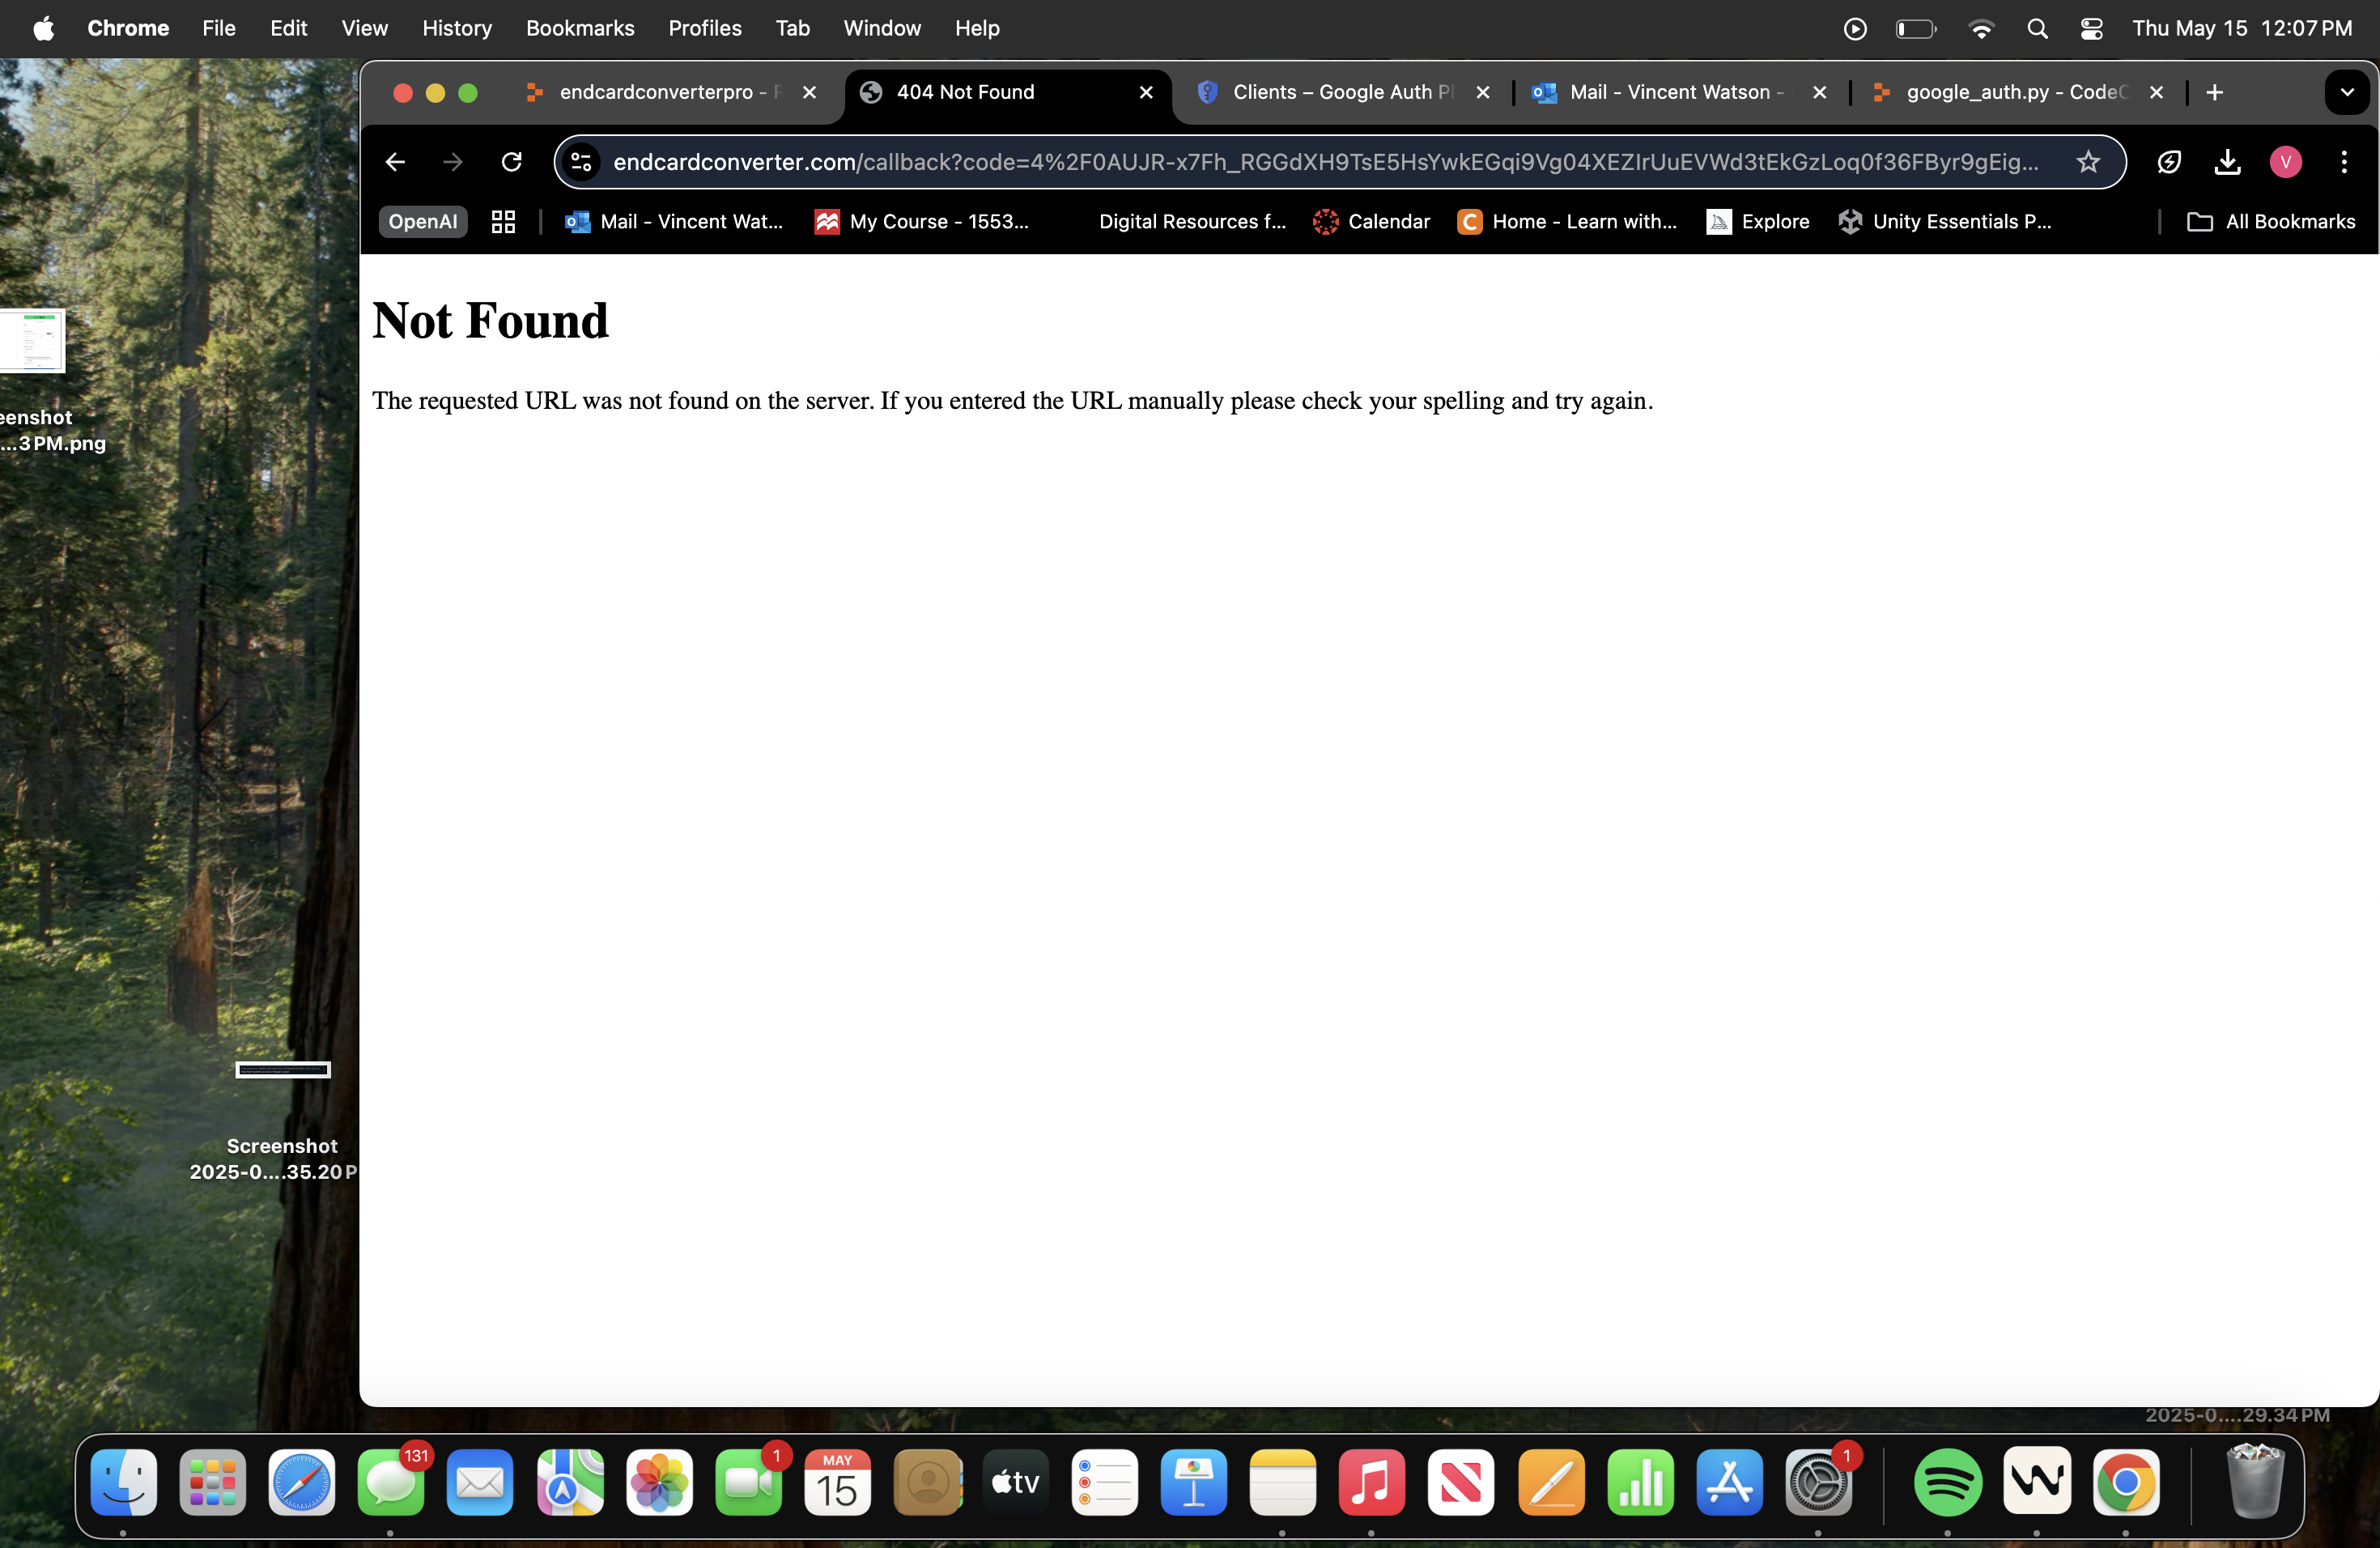 Chrome File Edit View History Bookmarks Profiles Tab Window Help Thu May 15 12:07 PM
endcardconverterpro - 404 Not Found Clients – Google Auth Pl Mail - Vincent Watson - google_auth.py - CodeC
endcardconverter.com/callback?code=4%2F0AUJR-x7Fh_RGGdXH9TsE5HsYwkEGqi9Vg04XEZIrUuEVWd3tEkGzLoq0f36FByr9gEig... V
OpenAI Mail - Vincent Wat... My Course - 1553... Digital Resources f... Calendar Home - Learn with... Explore Unity Essentials P... All Bookmarks
Not Found
The requested URL was not found on the server. If you entered the URL manually please check your spelling and try again.
eenshot
...3 PM.png
Screenshot
2025-0....35.20 P
2025-0....29.34 PM
131 1 MAY 15 tv 1